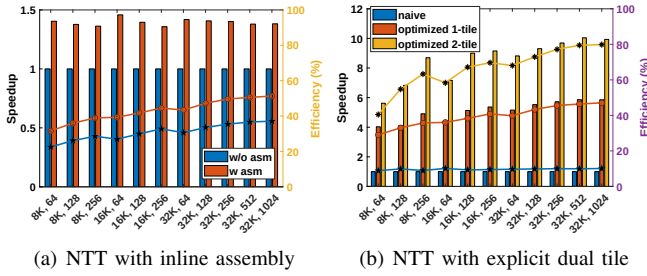 1.5
1
0.5
0
Speedup
100
80
60
40
20
0
Efficiency (%)
w/o asm
w asm
8K, 64
8K, 128
8K, 256
16K, 64
16K, 128
16K, 256
32K, 64
32K, 128
32K, 256
32K, 512
32K, 1024
(a) NTT with inline assembly
12
10
8
6
4
2
0
Speedup
100
80
60
40
20
0
Efficiency (%)
naive
optimized 1-tile
optimized 2-tile
8K, 64
8K, 128
8K, 256
16K, 64
16K, 128
16K, 256
32K, 64
32K, 128
32K, 256
32K, 512
32K, 1024
(b) NTT with explicit dual tile